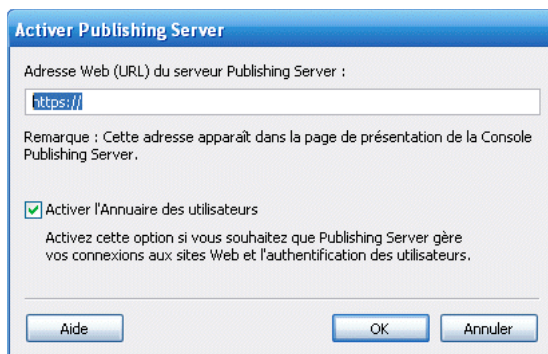 Activer Publishing Server
Adresse Web (URL) du serveur Publishing Server :
https://
Remarque : Cette adresse apparaît dans la page de présentation de la Console
Publishing Server.
Activer l'Annuaire des utilisateurs
Activez cette option si vous souhaitez que Publishing Server gère
vos connexions aux sites Web et l'authentification des utilisateurs.
Aide
OK
Annuler